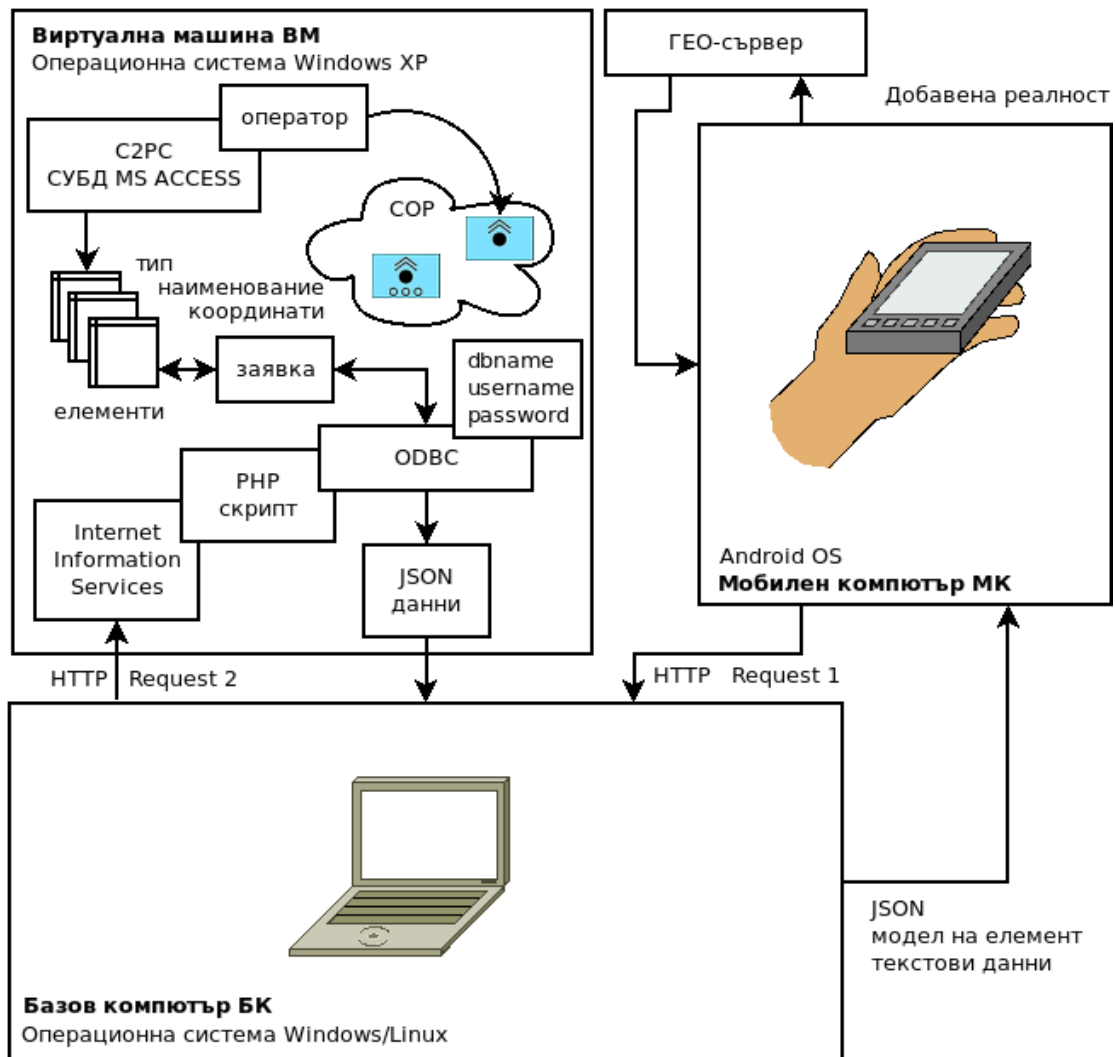 Виртуална машина ВМ
Операционна система Windows XP
оператор
C2PC
СУБД MS ACCESS
COP
тип
наименование
координати
елементи
заявка
dbname
username
password
ODBC
PHP
скрипт
Internet
Information
Services
JSON
данни
HTTP Request 2
ГЕО-сървер
Добавена реалност
Android OS
Мобилен компютър МК
HTTP Request 1
JSON
модел на елемент
текстови данни
Базов компютър БК
Операционна система Windows/Linux